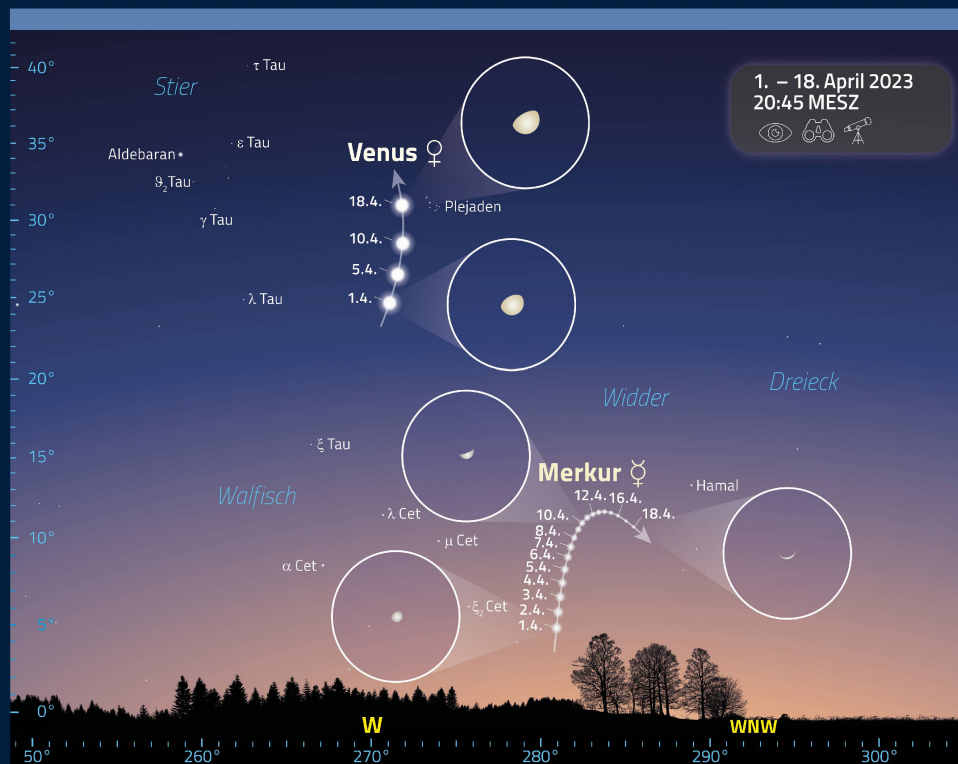 40°
τ Tau
Stier
1. – 18. April 2023
20:45 MESZ
35°
ε Tau
Aldebaran
Venus ♀
ϑ₂Tau
18.4.
Plejaden
30°
γ Tau
10.4.
5.4.
25°
λ Tau
1.4.
20°
Widder
Dreieck
15°
ξ Tau
Merkur ☿
Walfisch
Hamal
12.4.
16.4.
18.4.
10.4.
λ Cet
8.4.
10°
μ Cet
7.4.
6.4.
α Cet
5.4.
4.4.
3.4.
ξ₂ Cet
2.4.
5°
1.4.
0°
W
WNW
50°
260°
270°
280°
290°
300°